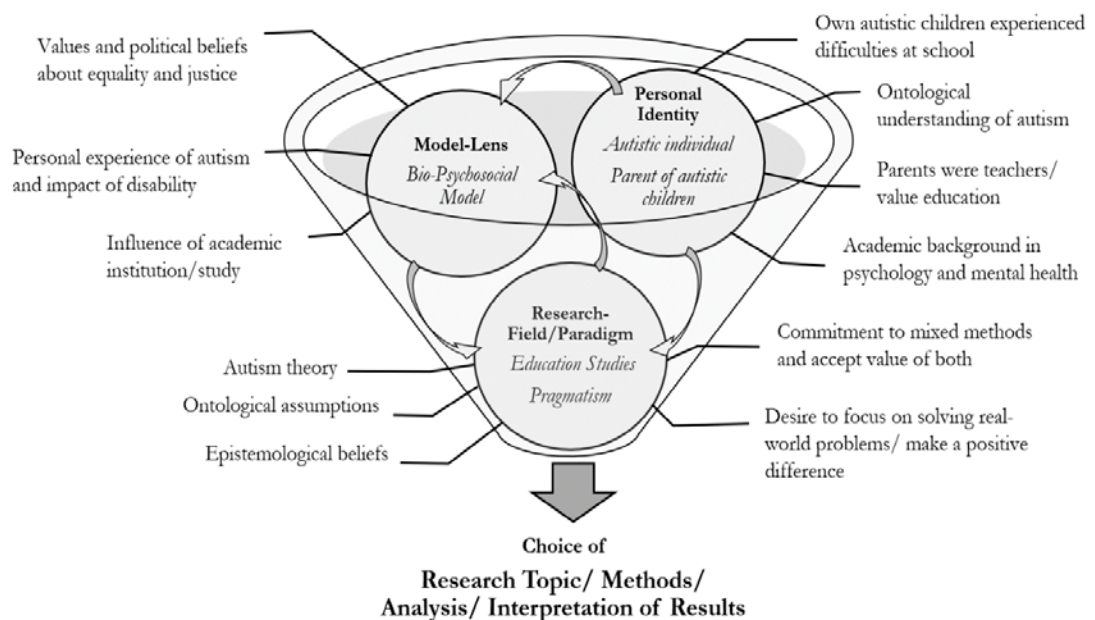 Values and political beliefs
about equality and justice
Personal experience of autism
and impact of disability
Influence of academic
institution/study
Model-Lens
Bio-Psychosocial
Model
Personal
Identity
Autistic individual
Parent of autistic
children
Own autistic children experienced
difficulties at school
Ontological
understanding of autism
Parents were teachers/
value education
Academic background in
psychology and mental health
Research-
Field/Paradigm
Education Studies
Pragmatism
Autism theory
Ontological assumptions
Epistemological beliefs
Commitment to mixed methods
and accept value of both
Desire to focus on solving real-
world problems/ make a positive
difference
Choice of
Research Topic/ Methods/
Analysis/ Interpretation of Results